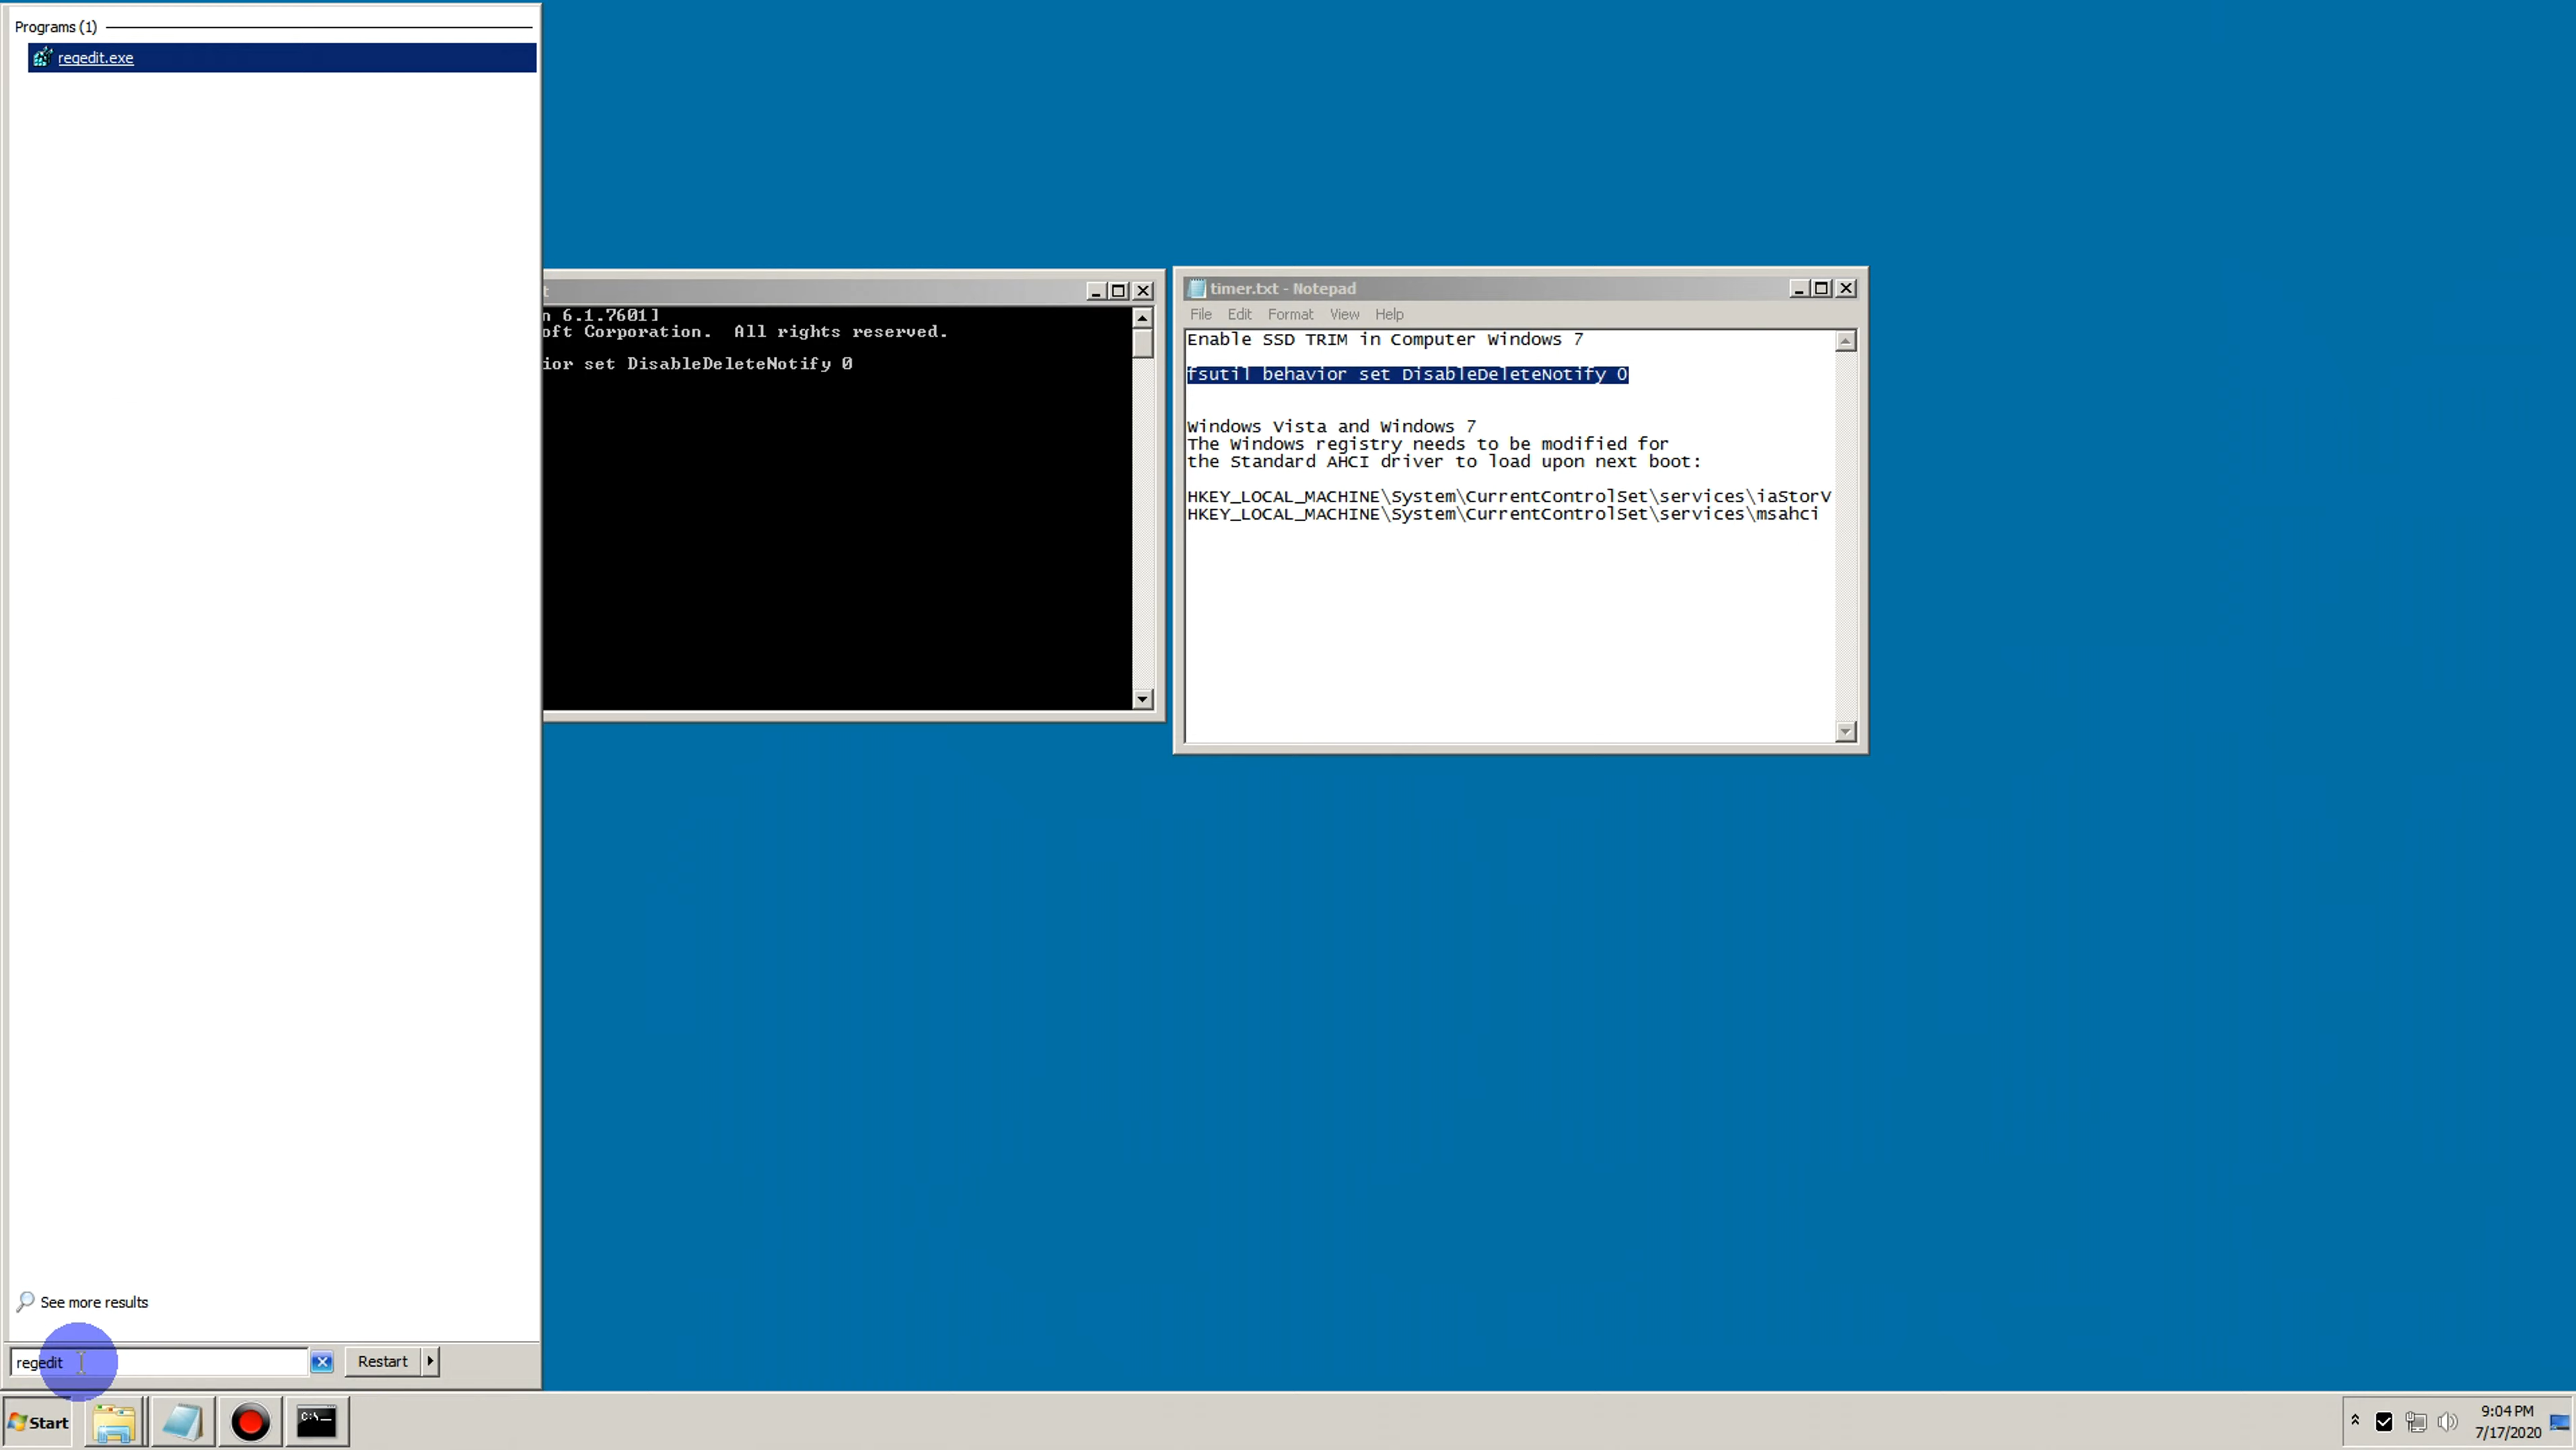 Programs (1)
regedit.exe
n 6.1.7601]
oft Corporation.  All rights reserved.
ior set DisableDeleteNotify 0
timer.txt - Notepad
File Edit Format View Help
Enable SSD TRIM in Computer Windows 7
fsutil behavior set DisableDeleteNotify 0
Windows Vista and Windows 7
The Windows registry needs to be modified for
the Standard AHCI driver to load upon next boot:
HKEY_LOCAL_MACHINE\System\CurrentControlSet\services\iaStorV
HKEY_LOCAL_MACHINE\System\CurrentControlSet\services\msahci
See more results
regedit
Restart
Start
C:\_
9:04 PM
7/17/2020